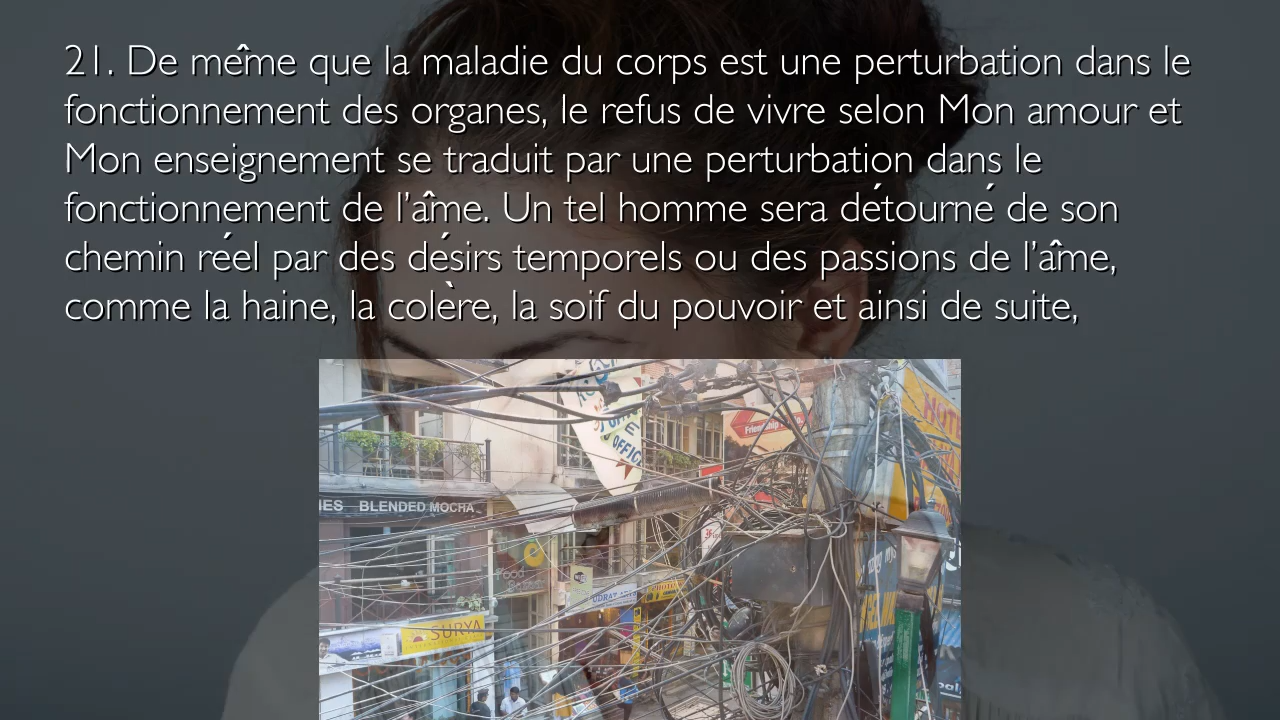 21. De même que la maladie du corps est une perturbation dans le
fonctionnement des organes, le refus de vivre selon Mon amour et
Mon enseignement se traduit par une perturbation dans le
fonctionnement de l’âme. Un tel homme sera détourné de son
chemin réel par des désirs temporels ou des passions de l’âme,
comme la haine, la colère, la soif du pouvoir et ainsi de suite,
OFFIC
Friendship
BLENDED MOCHA
Food
SURYA